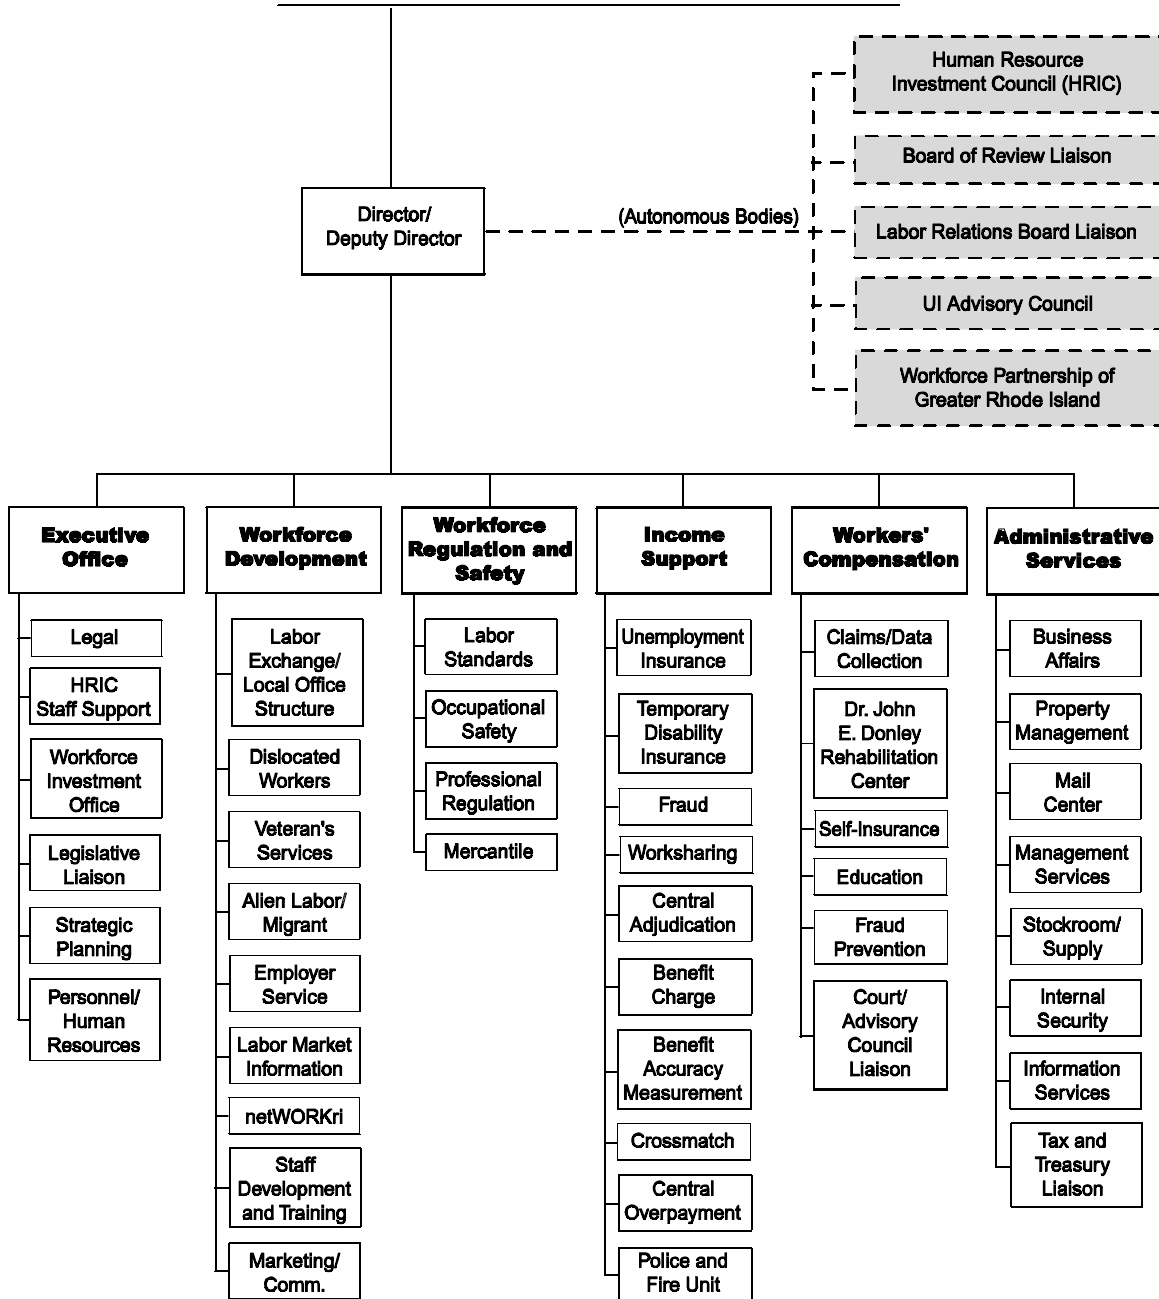 Human Resource
Investment Council (HRIC)
Board of Review Liaison
Director/
Deputy Director
(Autonomous Bodies)
Labor Relations Board Liaison
UI Advisory Council
Workforce Partnership of
Greater Rhode Island
Executive
Office
Legal
HRIC
Staff Support
Workforce
Investment
Office
Legislative
Liaison
Strategic
Planning
Personnel/
Human
Resources
Workforce
Development
Labor
Exchange/
Local Office
Structure
Dislocated
Workers
Veteran's
Services
Alien Labor/
Migrant
Employer
Service
Labor Market
Information
netWORKri
Staff
Development
and Training
Marketing/
Comm.
Workforce
Regulation and
Safety
Labor
Standards
Occupational
Safety
Professional
Regulation
Mercantile
Income
Support
Unemployment
Insurance
Temporary
Disability
Insurance
Fraud
Worksharing
Central
Adjudication
Benefit
Charge
Benefit
Accuracy
Measurement
Crossmatch
Central
Overpayment
Police and
Fire Unit
Workers'
Compensation
Claims/Data
Collection
Dr. John
E. Donley
Rehabilitation
Center
Self-Insurance
Education
Fraud
Prevention
Court/
Advisory
Council
Liaison
Administrative
Services
Business
Affairs
Property
Management
Mail
Center
Management
Services
Stockroom/
Supply
Internal
Security
Information
Services
Tax and
Treasury
Liaison